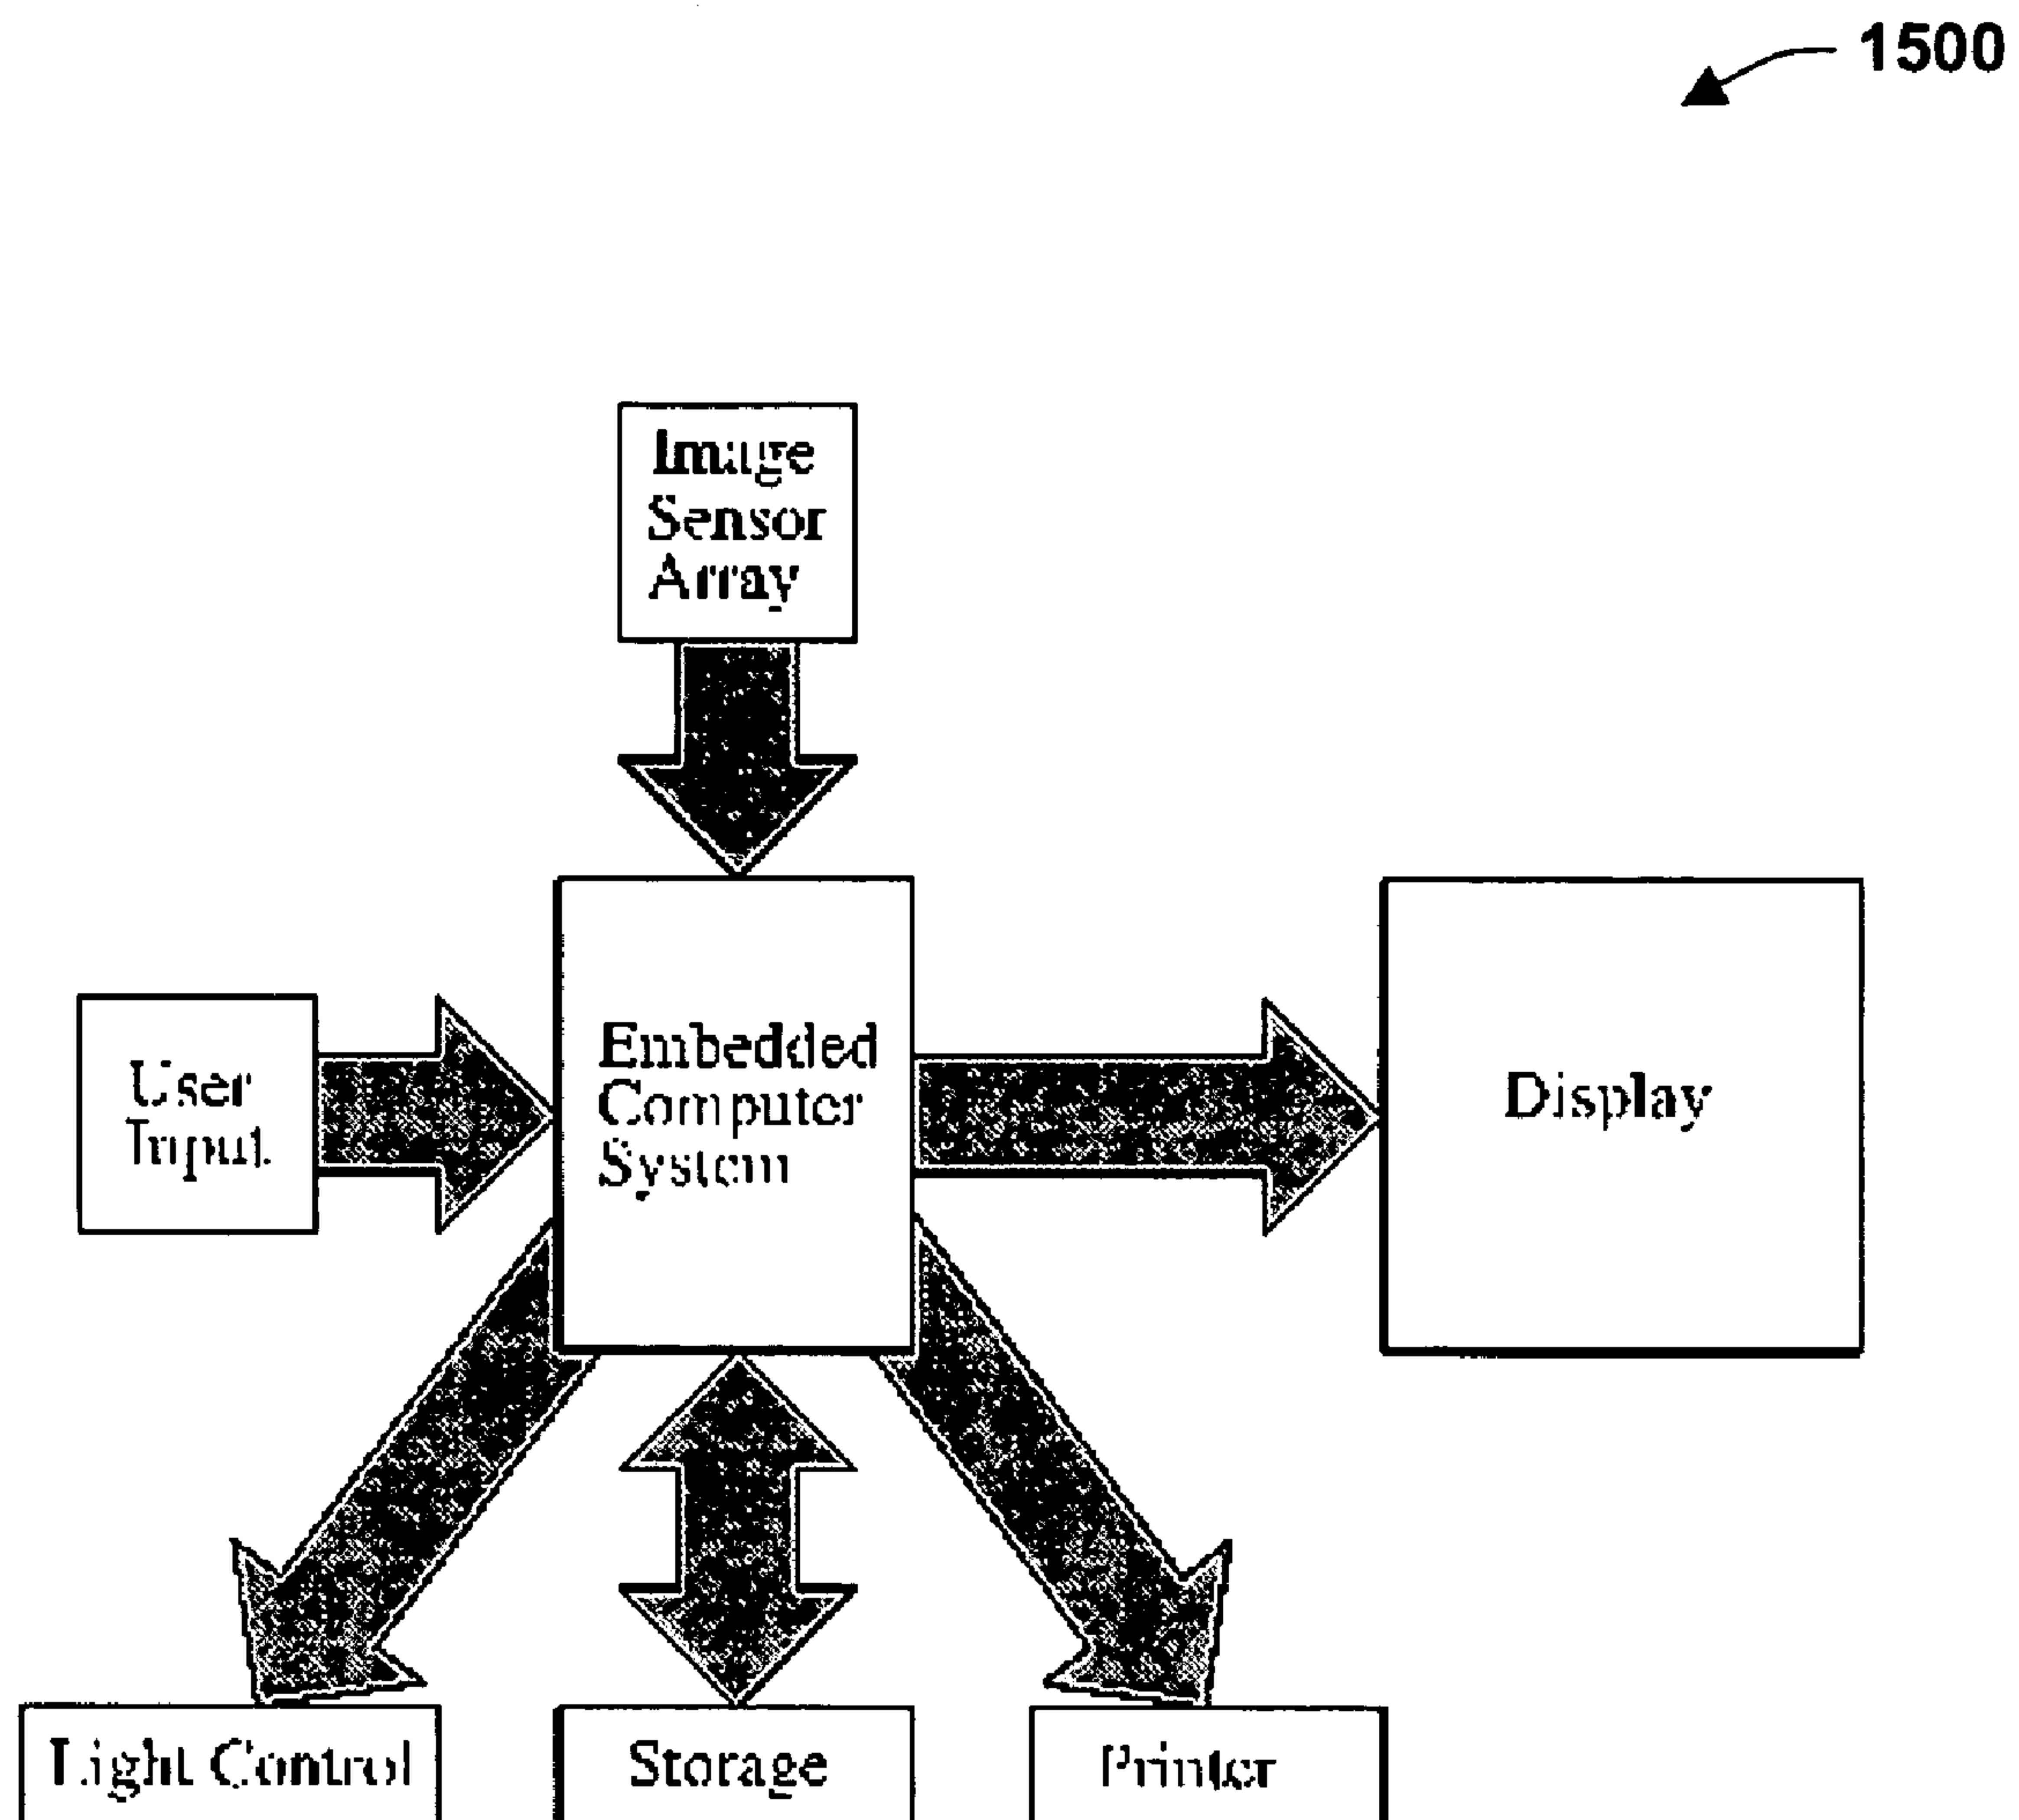 1500
Image
Sensor
Array
User
Input
Embedded
Computer
System
Display
Light Control
Storage
Printer